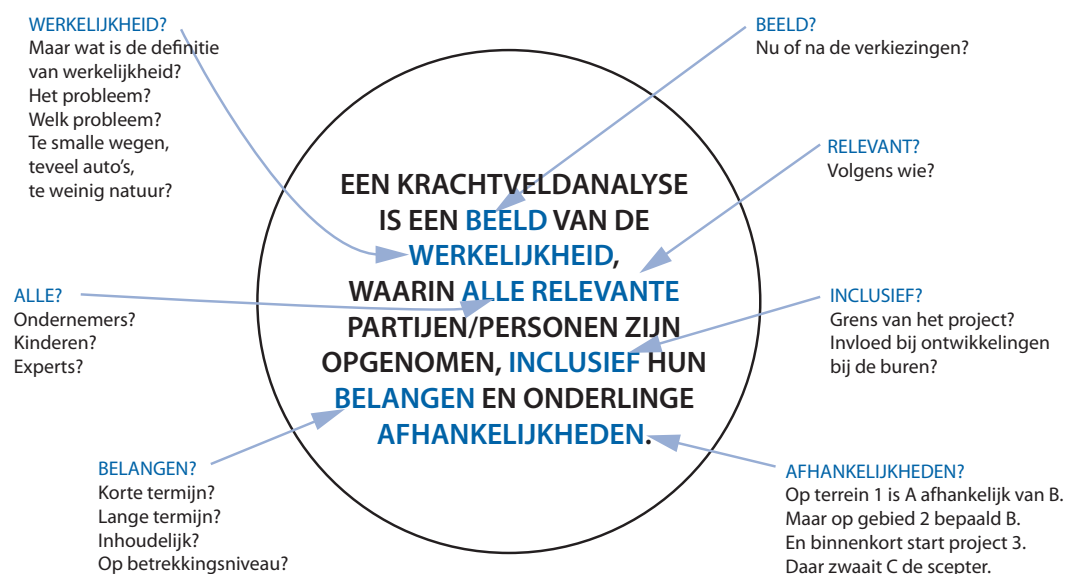 WERKELIJKHEID?
Maar wat is de definitie
van werkelijkheid?
Het probleem?
Welk probleem?
Te smalle wegen,
teveel auto's,
te weinig natuur?
BEELD?
Nu of na de verkiezingen?
RELEVANT?
Volgens wie?
EEN KRACHTVELDANALYSE
IS EEN BEELD VAN DE
WERKELIJKHEID,
WAARIN ALLE RELEVANTE
PARTIJEN/PERSONEN ZIJN
OPGENOMEN, INCLUSIEF HUN
BELANGEN EN ONDERLINGE
AFHANKELIJKHEDEN.
ALLE?
Ondernemers?
Kinderen?
Experts?
INCLUSIEF?
Grens van het project?
Invloed bij ontwikkelingen
bij de buren?
BELANGEN?
Korte termijn?
Lange termijn?
Inhoudelijk?
Op betrekkingsniveau?
AFHANKELIJKHEDEN?
Op terrein 1 is A afhankelijk van B.
Maar op gebied 2 bepaald B.
En binnenkort start project 3.
Daar zwaait C de scepter.